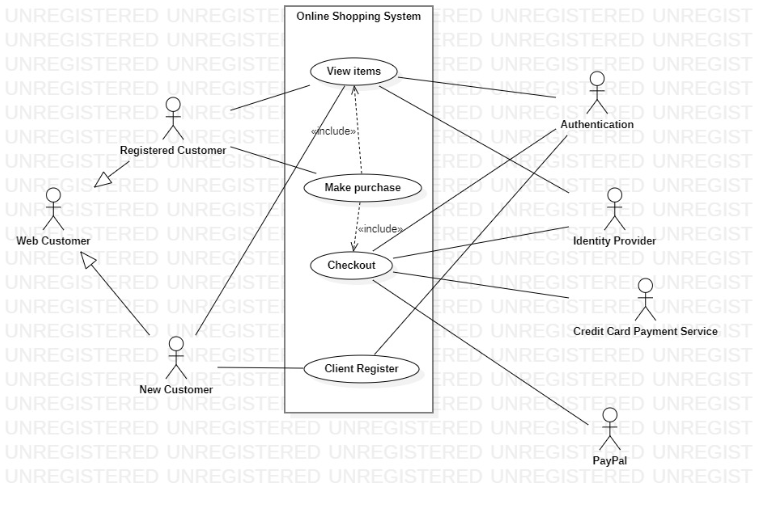 Online Shopping System
View items
Authentication
«include»
Registered Customer
Make purchase
Web Customer
«include»
Identity Provider
Checkout
Credit Card Payment Service
Client Register
New Customer
PayPal
UNREGISTERED UNREGISTERED UNREGISTERED UNREGISTERED UNREGIST